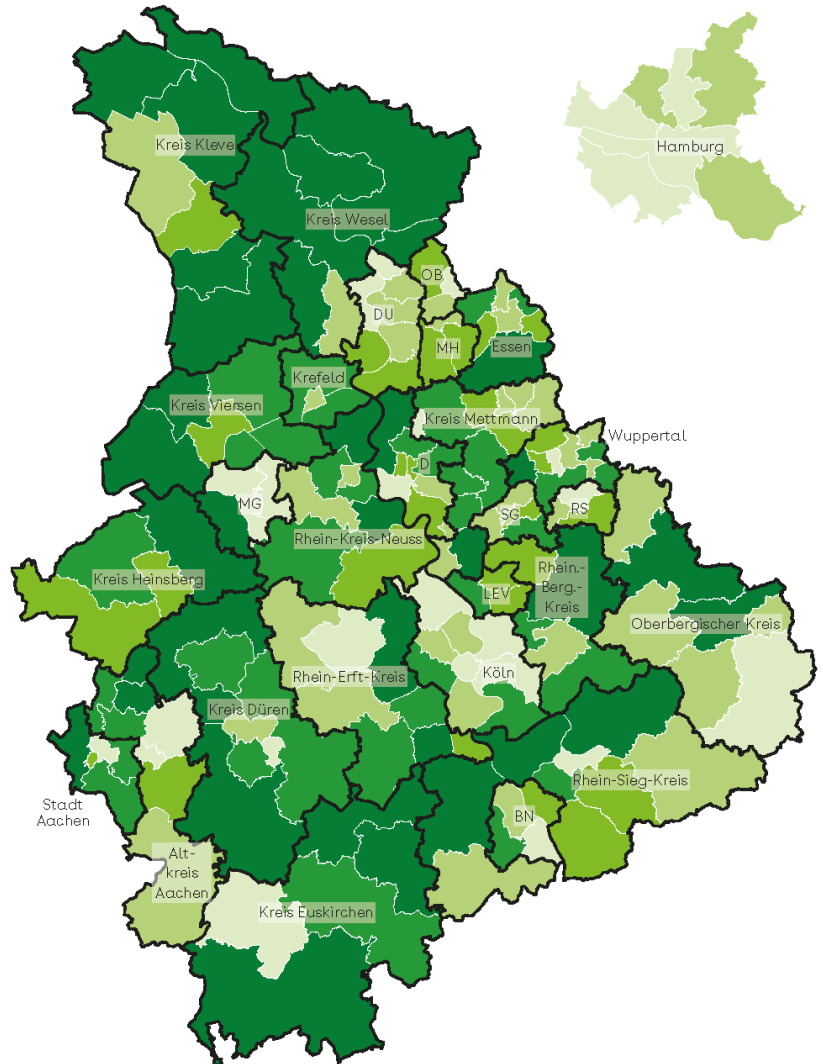 Kreis Kleve
Hamburg
Kreis Wesel
OB
DU
MH
Essen
Krefeld
Kreis Viersen
Kreis Mettmann
Wuppertal
D
MG
SG
RS
Rhein-Kreis-Neuss
Kreis Heinsberg
LEV
Rhein.-
Berg.-
Kreis
Oberbergischer Kreis
Rhein-Erft-Kreis
Köln
Kreis Düren
Rhein-Sieg-Kreis
Stadt
Aachen
BN
Alt-
kreis
Aachen
Kreis Euskirchen